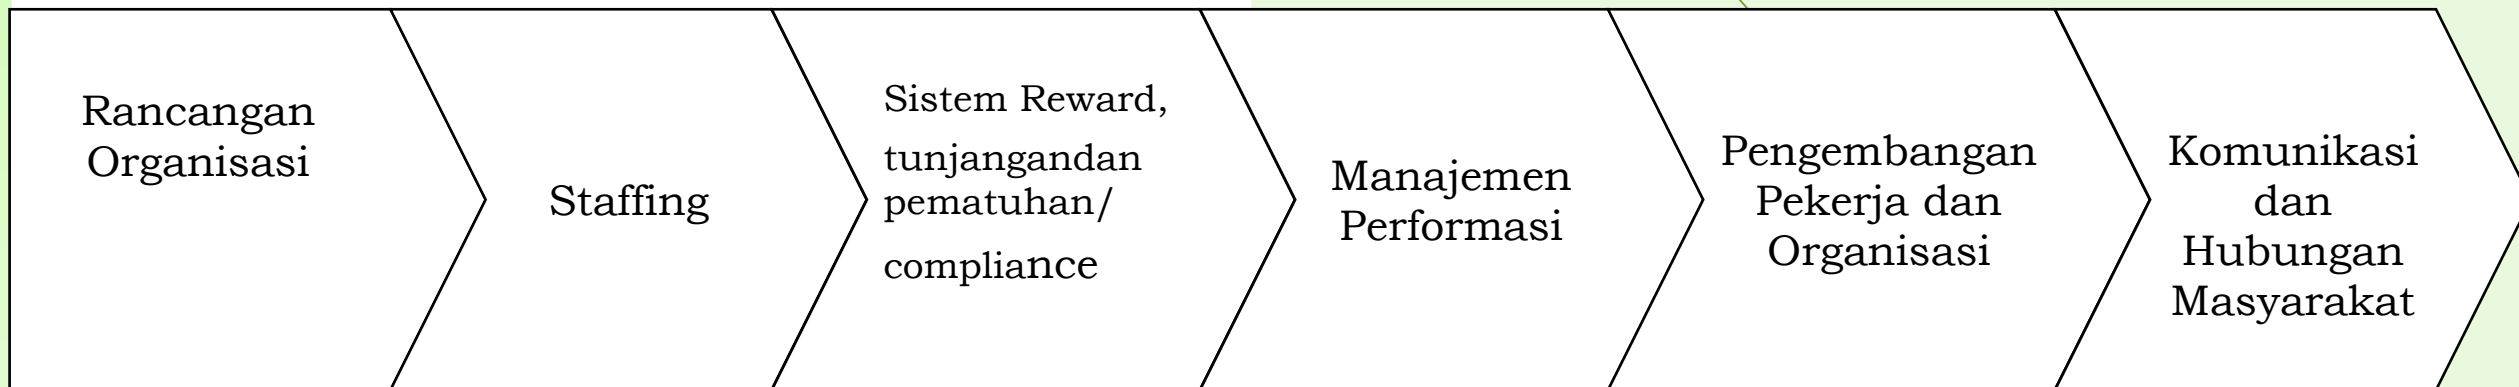 Rancangan
Organisasi
Staffing
Sistem Reward,
tunjangandan
pematuhan/
compliance
Manajemen
Performasi
Pengembangan
Pekerja dan
Organisasi
Komunikasi
dan
Hubungan
Masyarakat